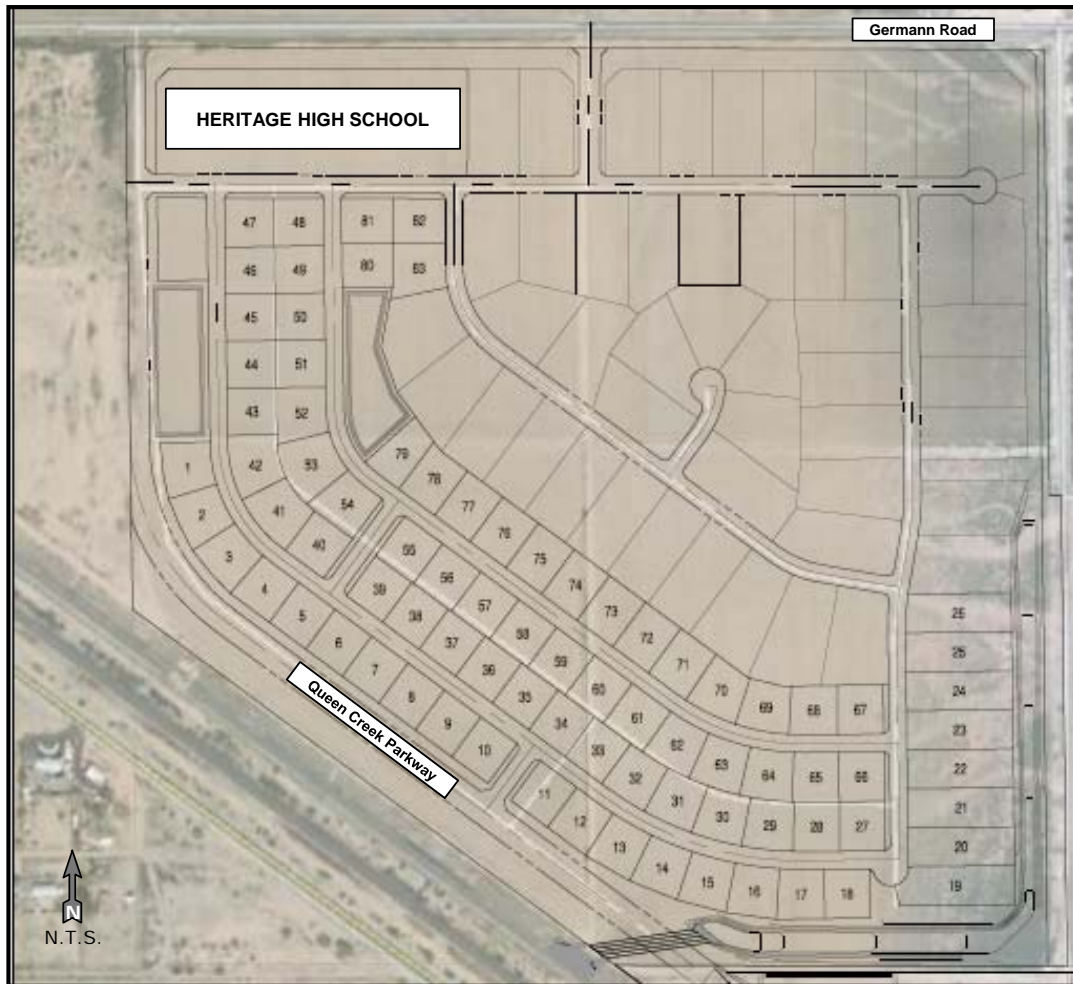 Germann Road
HERITAGE HIGH SCHOOL
47 48 81 82
46 49 80 83
45 50
44 51
43 52
1 42 53 79
2 41 54 78
3 40 55 77
4 39 56 76
5 38 57 75
6 37 58 74
7 36 59 73
8 35 60 72
9 34 61 71
10 33 62 70
11 32 63 69 68 67
12 31 64 65 66
13 30 29 28 27
14 15 16 17 18
26
25
24
23
22
21
20
19
Queen Creek Parkway
N
N.T.S.